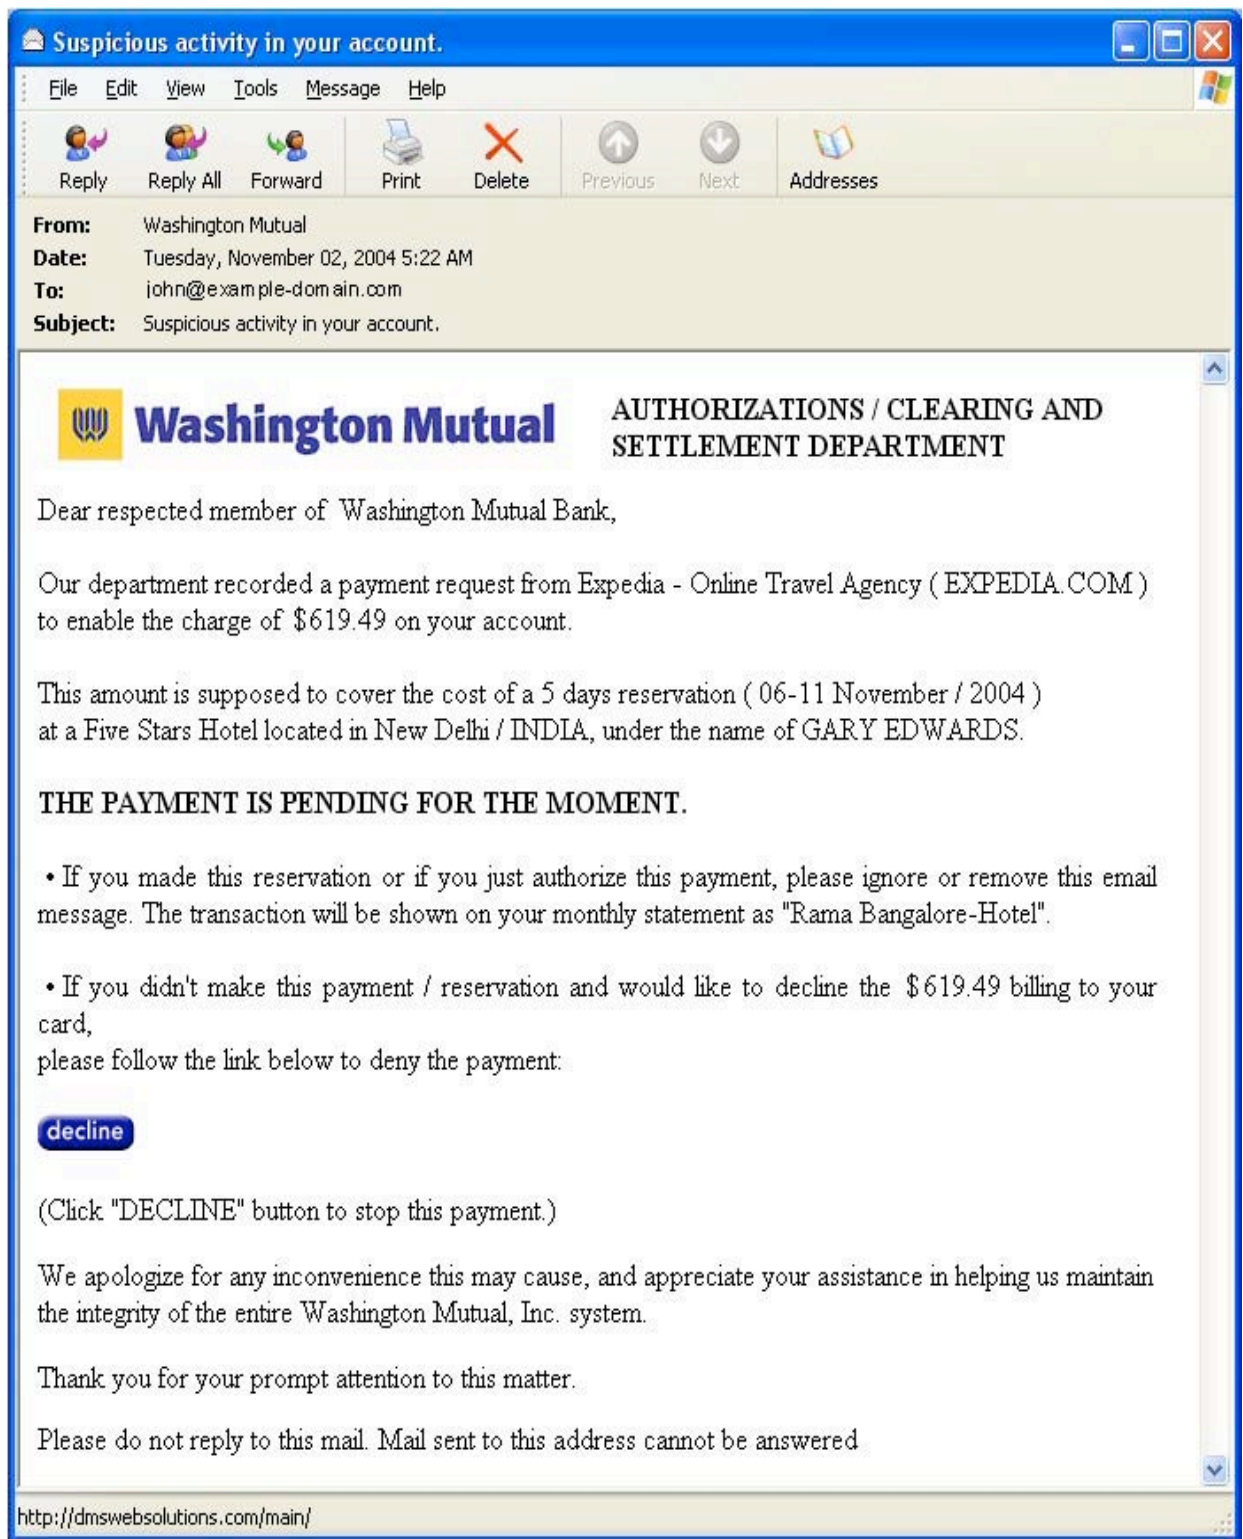 Suspicious activity in your account.
File Edit View Tools Message Help
Reply Reply All Forward Print Delete Previous Next Addresses
From: Washington Mutual
Date: Tuesday, November 02, 2004 5:22 AM
To: john@example-domain.com
Subject: Suspicious activity in your account.
Washington Mutual
AUTHORIZATIONS / CLEARING AND
SETTLEMENT DEPARTMENT
Dear respected member of Washington Mutual Bank,
Our department recorded a payment request from Expedia - Online Travel Agency ( EXPEDIA.COM )
to enable the charge of $619.49 on your account.
This amount is supposed to cover the cost of a 5 days reservation ( 06-11 November / 2004 )
at a Five Stars Hotel located in New Delhi / INDIA, under the name of GARY EDWARDS.
THE PAYMENT IS PENDING FOR THE MOMENT.
• If you made this reservation or if you just authorize this payment, please ignore or remove this email
message. The transaction will be shown on your monthly statement as "Rama Bangalore-Hotel".
• If you didn't make this payment / reservation and would like to decline the $619.49 billing to your
card,
please follow the link below to deny the payment:
decline
(Click "DECLINE" button to stop this payment.)
We apologize for any inconvenience this may cause, and appreciate your assistance in helping us maintain
the integrity of the entire Washington Mutual, Inc. system.
Thank you for your prompt attention to this matter.
Please do not reply to this mail. Mail sent to this address cannot be answered
http://dmswebsolutions.com/main/